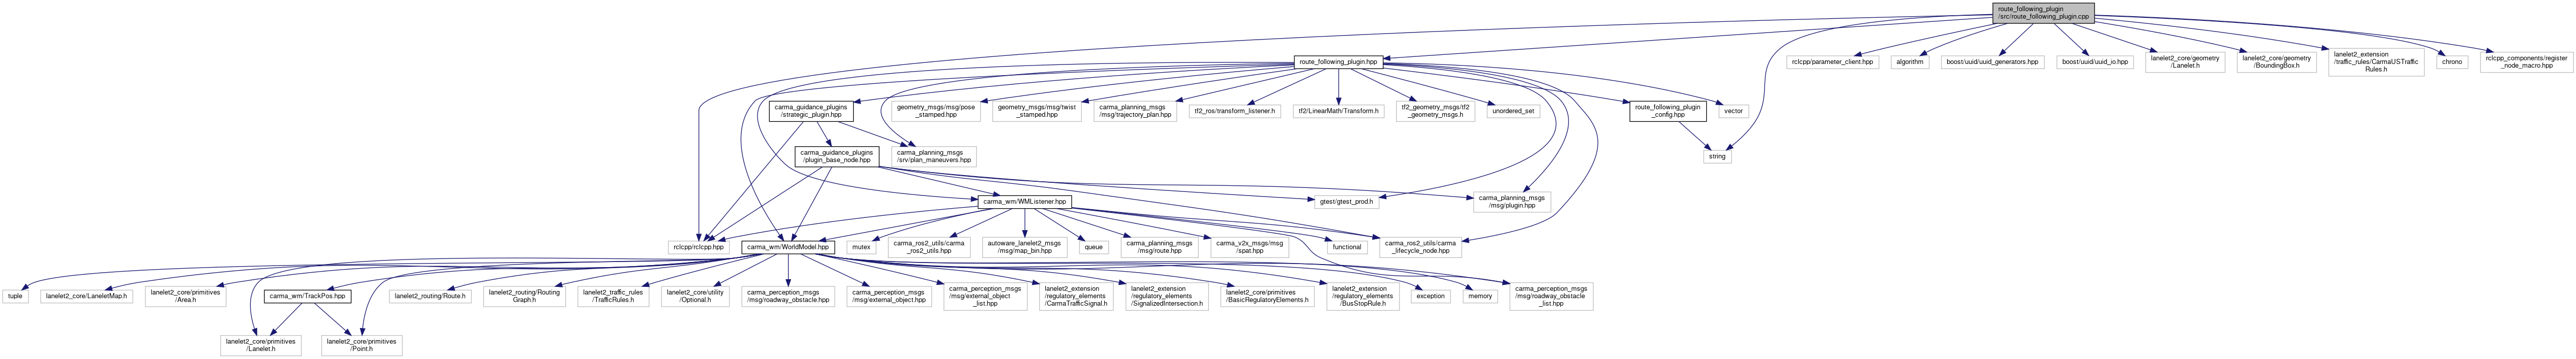 route_following_plugin
/src/route_following_plugin.cpp
route_following_plugin.hpp
rclcpp/parameter_client.hpp
algorithm
boost/uuid/uuid_generators.hpp
boost/uuid/uuid_io.hpp
lanelet2_core/geometry
/Lanelet.h
lanelet2_core/geometry
/BoundingBox.h
lanelet2_extension
/traffic_rules/CarmaUSTraffic
Rules.h
chrono
rclcpp_components/register
_node_macro.hpp
carma_guidance_plugins
/strategic_plugin.hpp
geometry_msgs/msg/pose
_stamped.hpp
geometry_msgs/msg/twist
_stamped.hpp
carma_planning_msgs
/msg/trajectory_plan.hpp
tf2_ros/transform_listener.h
tf2/LinearMath/Transform.h
tf2_geometry_msgs/tf2
_geometry_msgs.h
unordered_set
route_following_plugin
_config.hpp
vector
carma_guidance_plugins
/plugin_base_node.hpp
carma_planning_msgs
/srv/plan_maneuvers.hpp
string
carma_wm/WMListener.hpp
gtest/gtest_prod.h
carma_planning_msgs
/msg/plugin.hpp
rclcpp/rclcpp.hpp
carma_wm/WorldModel.hpp
mutex
carma_ros2_utils/carma
_ros2_utils.hpp
autoware_lanelet2_msgs
/msg/map_bin.hpp
queue
carma_planning_msgs
/msg/route.hpp
carma_v2x_msgs/msg
/spat.hpp
functional
carma_ros2_utils/carma
_lifecycle_node.hpp
tuple
lanelet2_core/LaneletMap.h
lanelet2_core/primitives
/Area.h
carma_wm/TrackPos.hpp
lanelet2_routing/Route.h
lanelet2_routing/Routing
Graph.h
lanelet2_traffic_rules
/TrafficRules.h
lanelet2_core/utility
/Optional.h
carma_perception_msgs
/msg/roadway_obstacle.hpp
carma_perception_msgs
/msg/external_object.hpp
carma_perception_msgs
/msg/external_object
_list.hpp
lanelet2_extension
/regulatory_elements
/CarmaTrafficSignal.h
lanelet2_extension
/regulatory_elements
/SignalizedIntersection.h
lanelet2_core/primitives
/BasicRegulatoryElements.h
lanelet2_extension
/regulatory_elements
/BusStopRule.h
exception
memory
carma_perception_msgs
/msg/roadway_obstacle
_list.hpp
lanelet2_core/primitives
/Lanelet.h
lanelet2_core/primitives
/Point.h